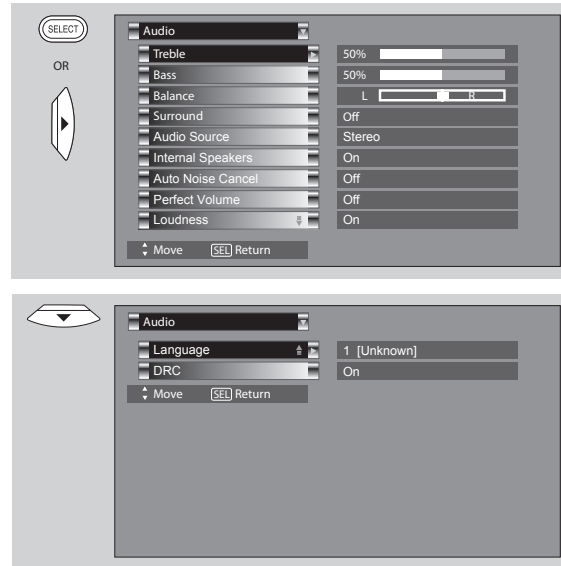 SELECT
OR
Audio
Treble 50%
Bass 50%
Balance L R
Surround Off
Audio Source Stereo
Internal Speakers On
Auto Noise Cancel Off
Perfect Volume Off
Loudness On
Move SEL Return
Audio
Language 1 [Unknown]
DRC On
Move SEL Return